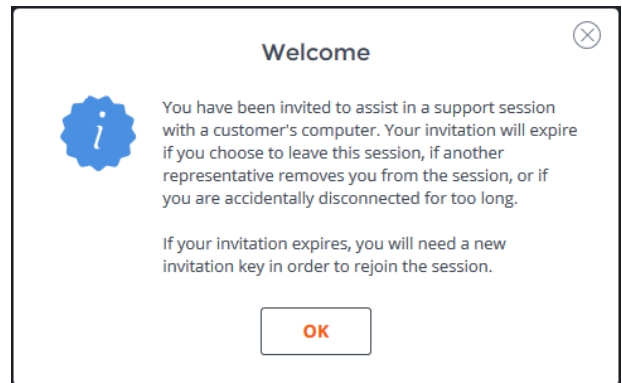 Welcome
i
You have been invited to assist in a support session
with a customer's computer. Your invitation will expire
if you choose to leave this session, if another
representative removes you from the session, or if
you are accidentally disconnected for too long.
If your invitation expires, you will need a new
invitation key in order to rejoin the session.
OK